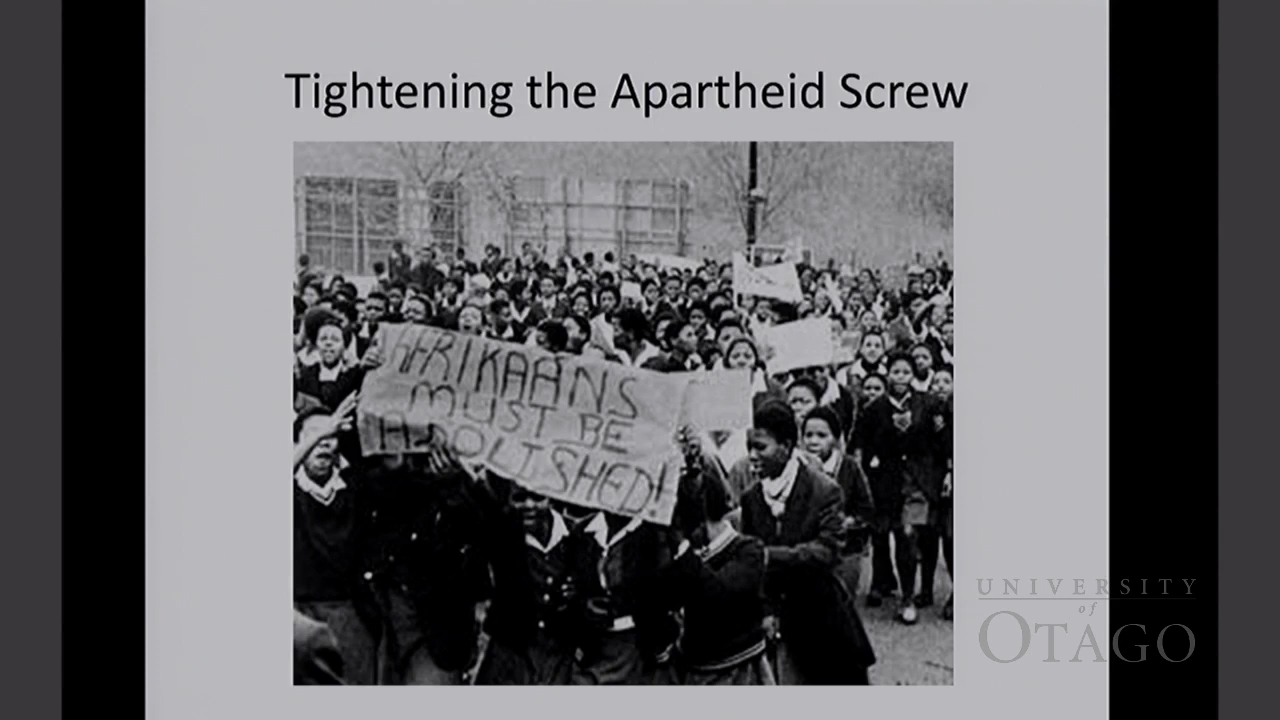 Tightening the Apartheid Screw
AFRIKAANS
MUST BE
ABOLISHED!
UNIVERSITY
of
OTAGO